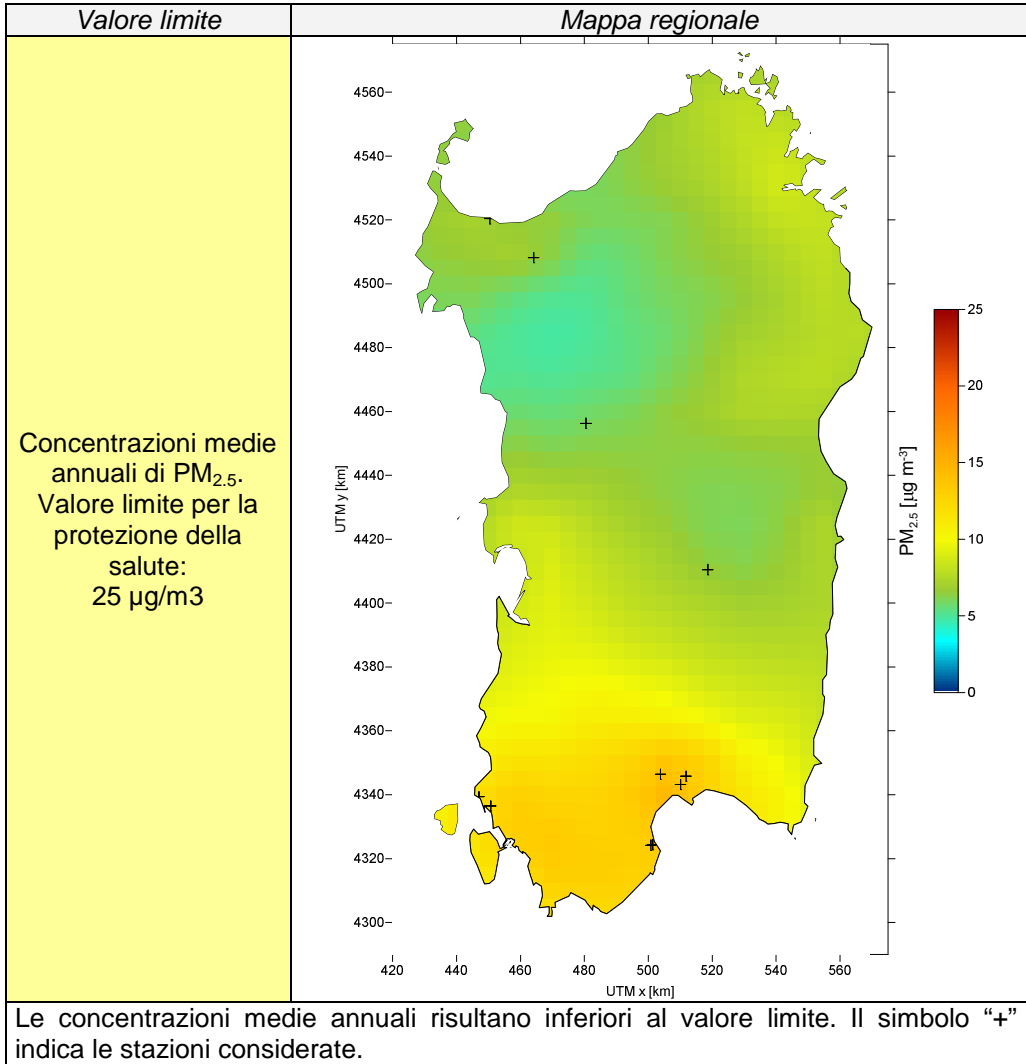 Valore limite
Mappa regionale
Concentrazioni medie
annuali di PM2.5.
Valore limite per la
protezione della
salute:
25 µg/m3
4560
4540
4520
4500
4480
4460
4440
4420
4400
4380
4360
4340
4320
4300
UTM y [km]
420 440 460 480 500 520 540 560
UTM x [km]
PM2.5 [µg m-3]
25
20
15
10
5
0
Le concentrazioni medie annuali risultano inferiori al valore limite. Il simbolo “+”
indica le stazioni considerate.